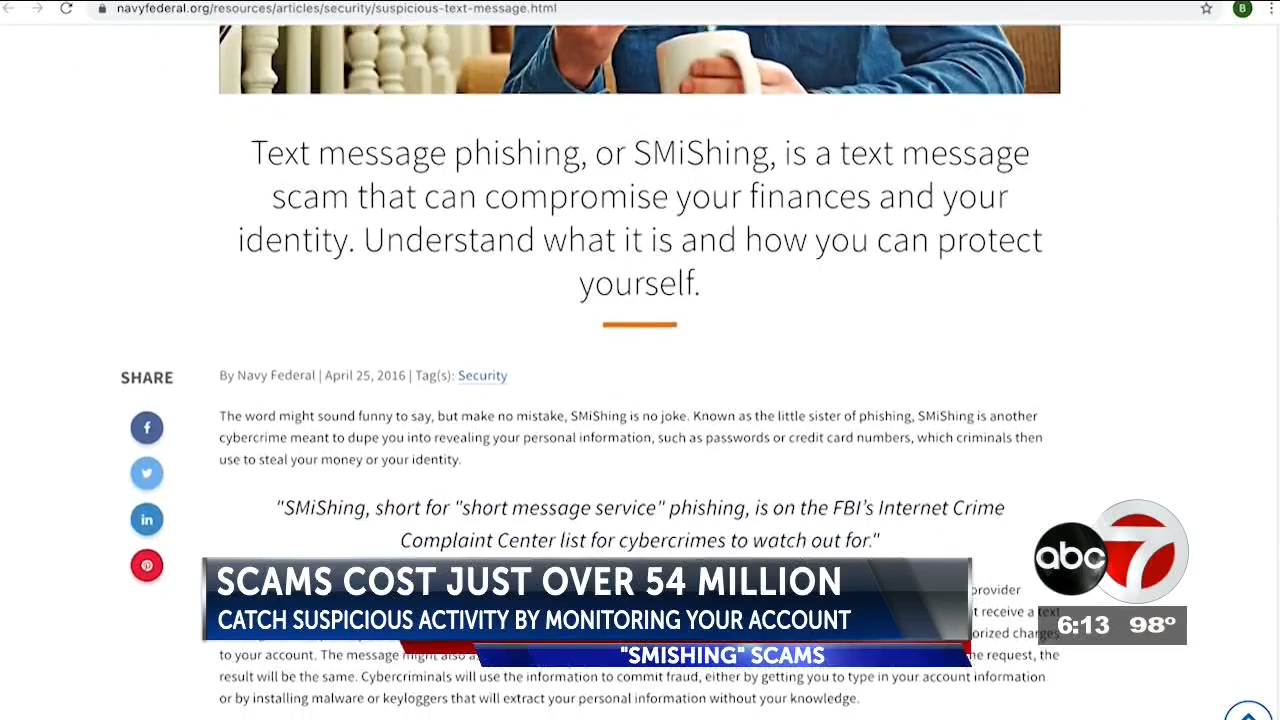 navyfederal.org/resources/articles/security/suspicious-text-message.html
B
Text message phishing, or SMiShing, is a text message
scam that can compromise your finances and your
identity. Understand what it is and how you can protect
yourself.
SHARE
By Navy Federal | April 25, 2016 | Tag(s): Security
The word might sound funny to say, but make no mistake, SMiShing is no joke. Known as the little sister of phishing, SMiShing is another
cybercrime meant to dupe you into revealing your personal information, such as passwords or credit card numbers, which criminals then
use to steal your money or your identity.
"SMiShing, short for "short message service" phishing, is on the FBI's Internet Crime
Complaint Center list for cybercrimes to watch out for."
provider
receive a text
charges
to your account. The message might also
the request, the
result will be the same. Cybercriminals will use the information to commit fraud, either by getting you to type in your account information
or by installing malware or keyloggers that will extract your personal information without your knowledge.
SCAMS COST JUST OVER 54 MILLION
CATCH SUSPICIOUS ACTIVITY BY MONITORING YOUR ACCOUNT
"SMISHING" SCAMS
abc 7
6:13 98°